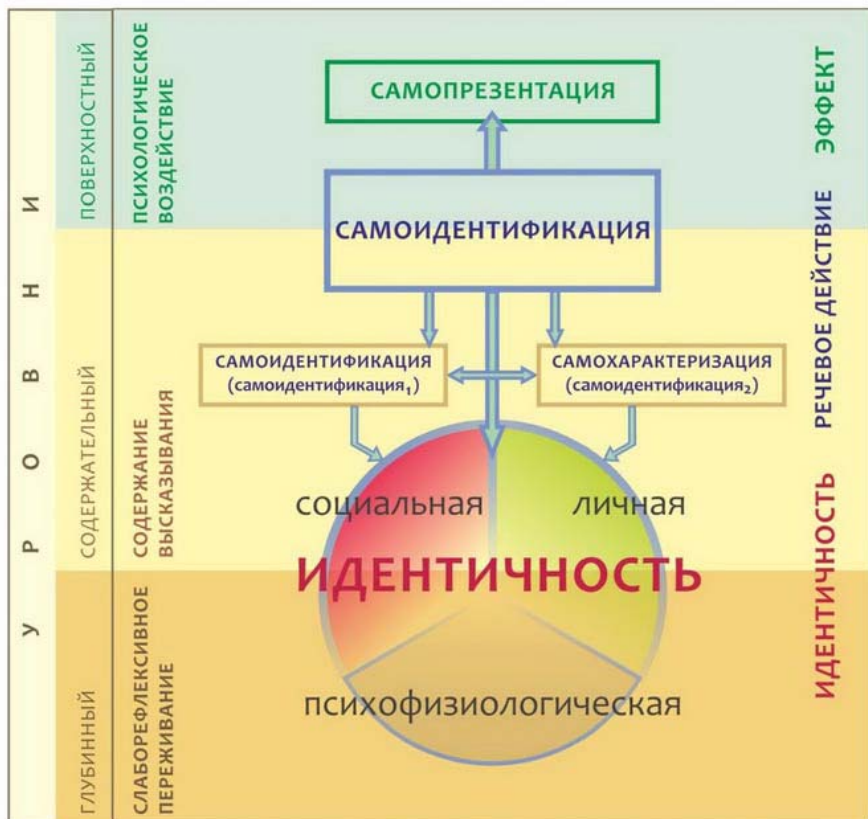 УРОВНИ
ПОВЕРХНОСТНЫЙ
ПСИХОЛОГИЧЕСКОЕ
ВОЗДЕЙСТВИЕ
СОДЕРЖАТЕЛЬНЫЙ
СОДЕРЖАНИЕ
ВЫСКАЗЫВАНИЯ
ГЛУБИННЫЙ
СЛАБОРЕФЛЕКСИВНОЕ
ПЕРЕЖИВАНИЕ
САМОПРЕЗЕНТАЦИЯ
САМОИДЕНТИФИКАЦИЯ
САМОИДЕНТИФИКАЦИЯ
(самоидентификация₁)
САМОХАРАКТЕРИЗАЦИЯ
(самоидентификация₂)
социальная
личная
ИДЕНТИЧНОСТЬ
психофизиологическая
ЭФФЕКТ
РЕЧЕВОЕ ДЕЙСТВИЕ
ИДЕНТИЧНОСТЬ